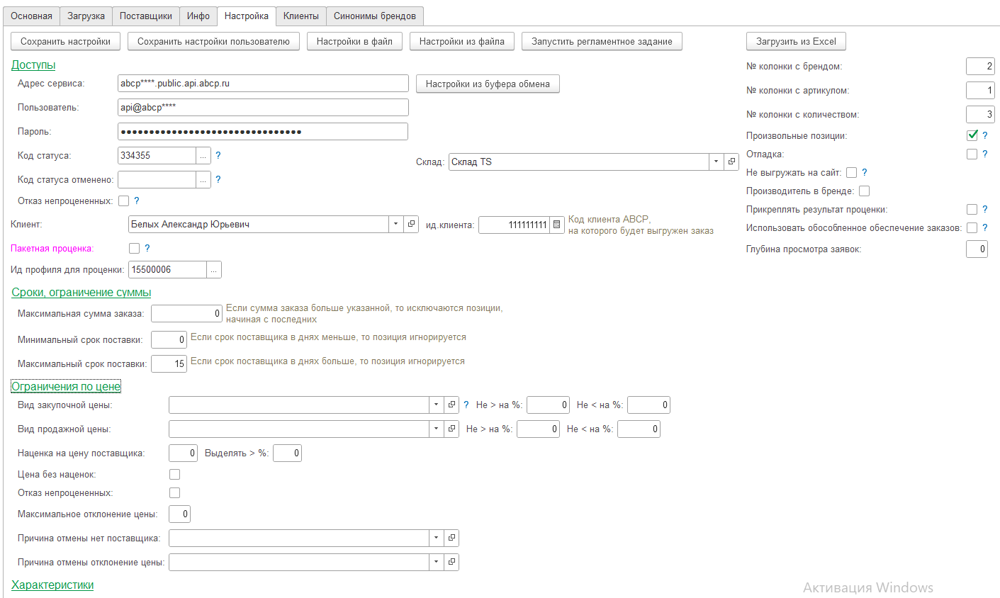 Основная Загрузка Поставщики Инфо Настройка Клиенты Синонимы брендов
Сохранить настройки Сохранить настройки пользователю Настройки в файл Настройки из файла Запустить регламентное задание Загрузить из Excel
Доступы
Адрес сервиса: abcp****.public.api.abcp.ru Настройки из буфера обмена
Пользователь: api@abcp****
Пароль: ●●●●●●●●●●●●●●●●●●●●●●●●●●●●●●●●
Код статуса: 334355 ... ?
Склад: Склад TS
Код статуса отменено: ... ?
Отказ непроцененных: ?
Клиент: Белых Александр Юрьевич ид.клиента: 111111111 Код клиента ABCP,
на которого будет выгружен заказ
Пакетная проценка: ?
Ид профиля для проценки: 15500006 ...
№ колонки с брендом: 2
№ колонки с артикулом: 1
№ колонки с количеством: 3
Произвольные позиции: ?
Отладка: ?
Не выгружать на сайт: ?
Производитель в бренде:
Прикреплять результат проценки: ?
Использовать обособленное обеспечение заказов: ?
Глубина просмотра заявок: 0
Сроки, ограничение суммы
Максимальная сумма заказа: 0 Если сумма заказа больше указанной, то исключаются позиции,
начиная с последних
Минимальный срок поставки: 0 Если срок поставщика в днях меньше, то позиция игнорируется
Максимальный срок поставки: 15 Если срок поставщика в днях больше, то позиция игнорируется
Ограничения по цене
Вид закупочной цены: ? Не > на %: 0 Не < на %: 0
Вид продажной цены: Не > на %: 0 Не < на %: 0
Наценка на цену поставщика: 0 Выделять > %: 0
Цена без наценок:
Отказ непроцененных:
Максимальное отклонение цены: 0
Причина отмены нет поставщика:
Причина отмены отклонение цены:
Характеристики
Активация Windows